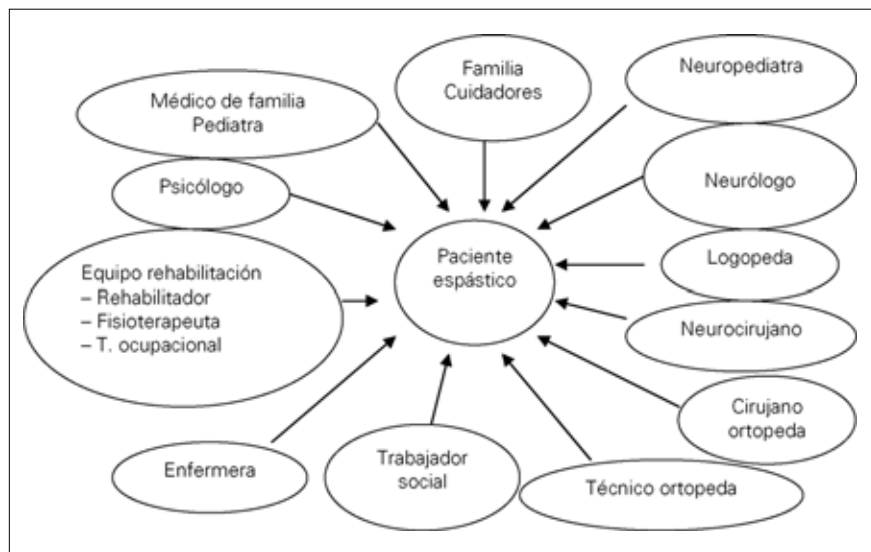 Familia
Cuidadores
Neuropediatra
Médico de familia
Pediatra
Psicólogo
Neurólogo
Paciente
espástico
Logopeda
Equipo rehabilitación
– Rehabilitador
– Fisioterapeuta
– T. ocupacional
Neurocirujano
Cirujano
ortopeda
Enfermera
Trabajador
social
Técnico ortopeda